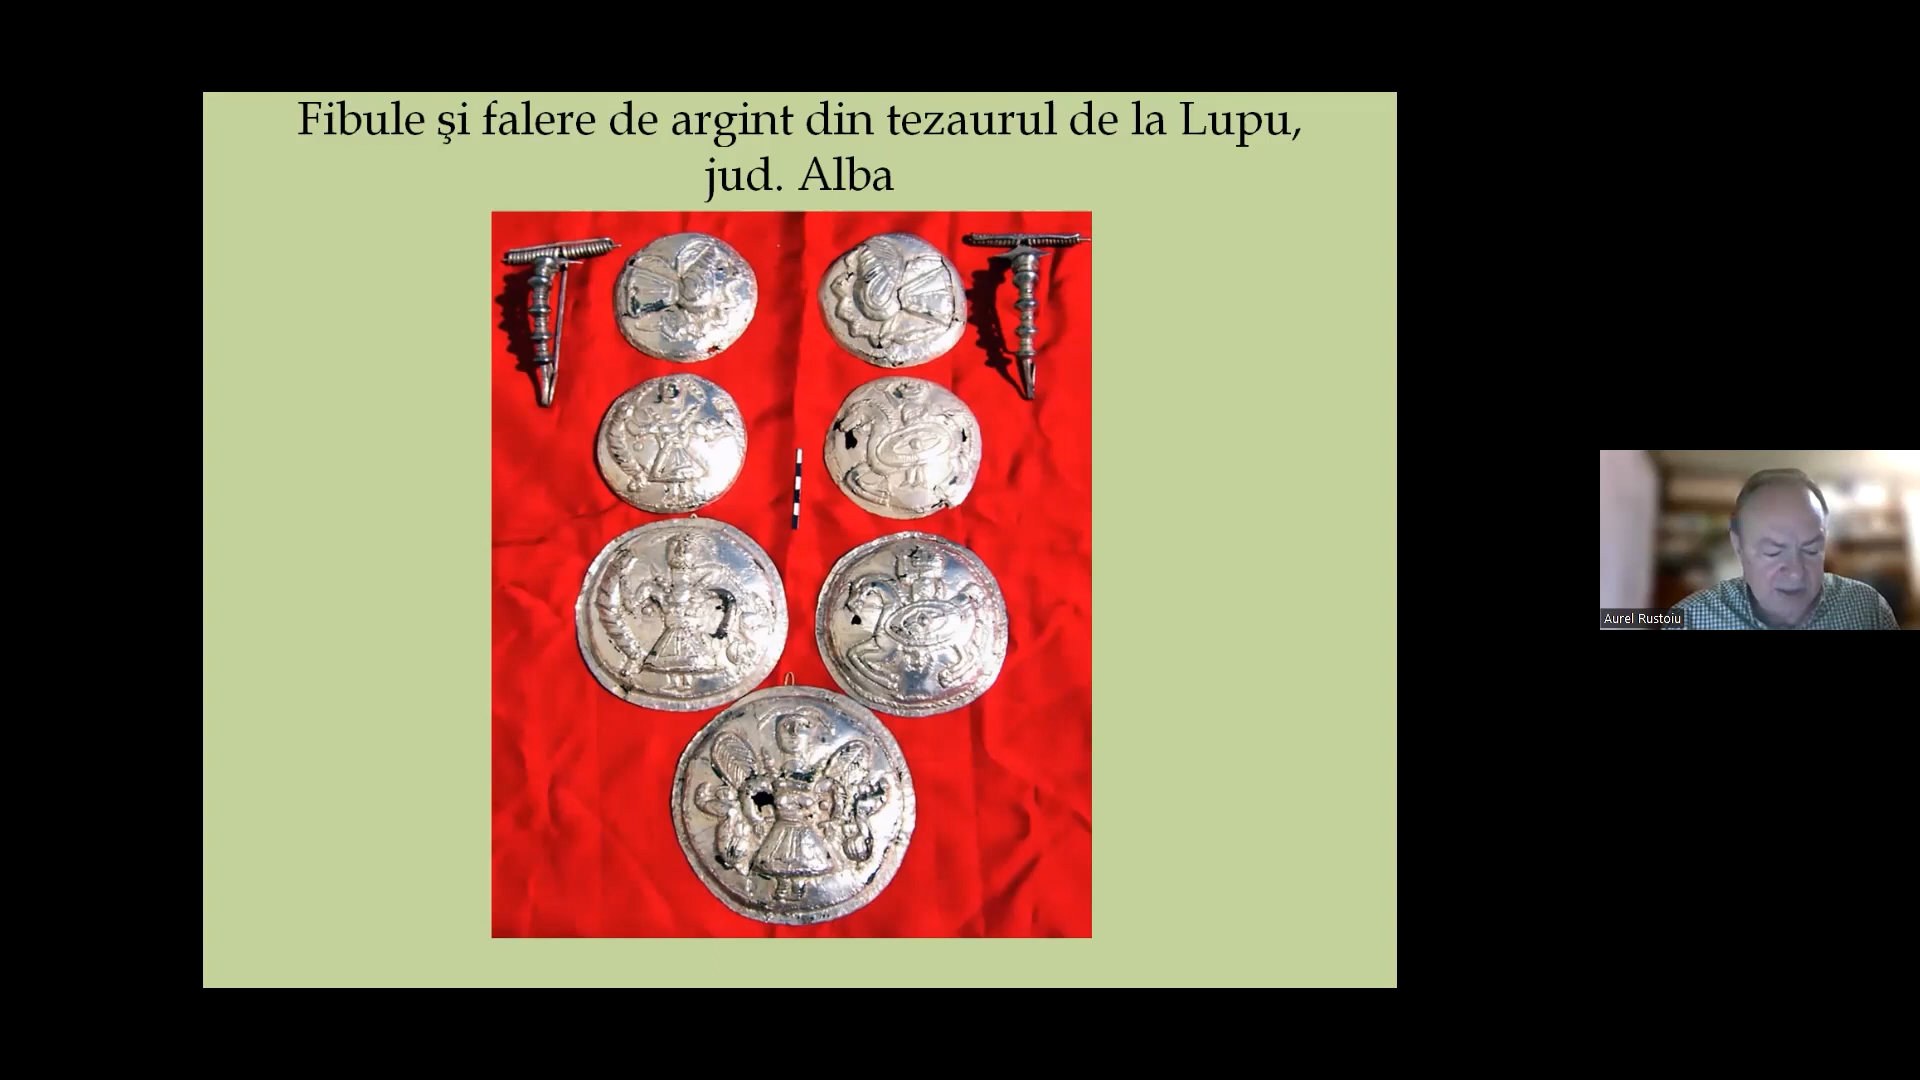 Fibule şi falere de argint din tezaurul de la Lupu,
jud. Alba
Aurel Rustoiu